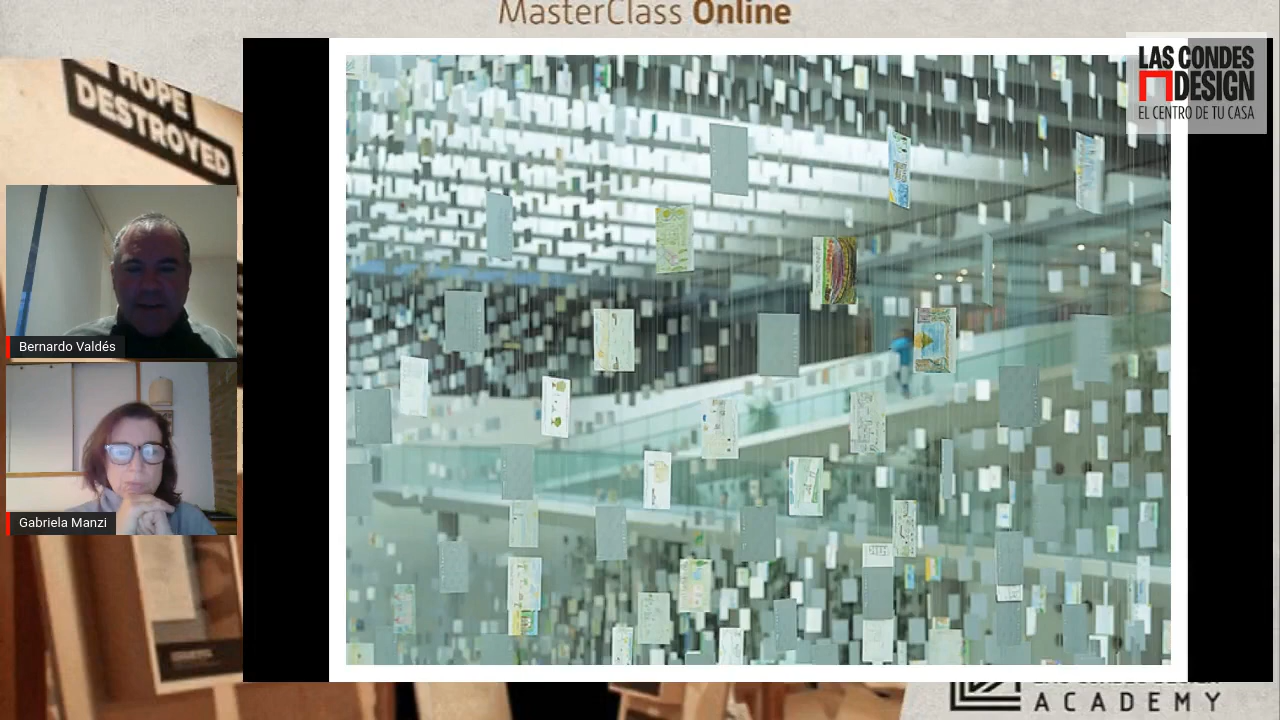 MasterClass Online
HOPE
DESTROYED
LAS CONDES
DESIGN
EL CENTRO DE TU CASA
Bernardo Valdés
Gabriela Manzi
ACADEMY